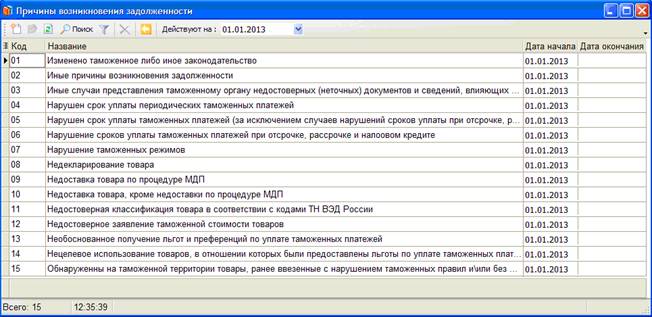 Причины возникновения задолженности
Поиск Действуют на : 01.01.2013
Код Название Дата начала Дата окончания
01 Изменено таможенное либо иное законодательство 01.01.2013
02 Иные причины возникновения задолженности 01.01.2013
03 Иные случаи представления таможенному органу недостоверных (неточных) документов и сведений, влияющих ... 01.01.2013
04 Нарушен срок уплаты периодических таможенных платежей 01.01.2013
05 Нарушен срок уплаты таможенных платежей (за исключением случаев нарушений сроков уплаты при отсрочке, р... 01.01.2013
06 Нарушение сроков уплаты таможенных платежей при отсрочке, рассрочке и налоовом кредите 01.01.2013
07 Нарушение таможенных режимов 01.01.2013
08 Недекларирование товара 01.01.2013
09 Недоставка товара по процедуре МДП 01.01.2013
10 Недоставка товара, кроме недоставки по процедуре МДП 01.01.2013
11 Недостоверная классификация товара в соответствии с кодами ТН ВЭД России 01.01.2013
12 Недостоверное заявление таможенной стоимости товаров 01.01.2013
13 Необоснованное получение льгот и преференций по уплате таможенных платежей 01.01.2013
14 Нецелевое использование товаров, в отношении которых были предоставлены льготы по уплате таможенных плат... 01.01.2013
15 Обнаруженны на таможенной территории товары, ранее ввезенные с нарушением таможенных правил и\или без ... 01.01.2013
Всего: 15 12:35:39